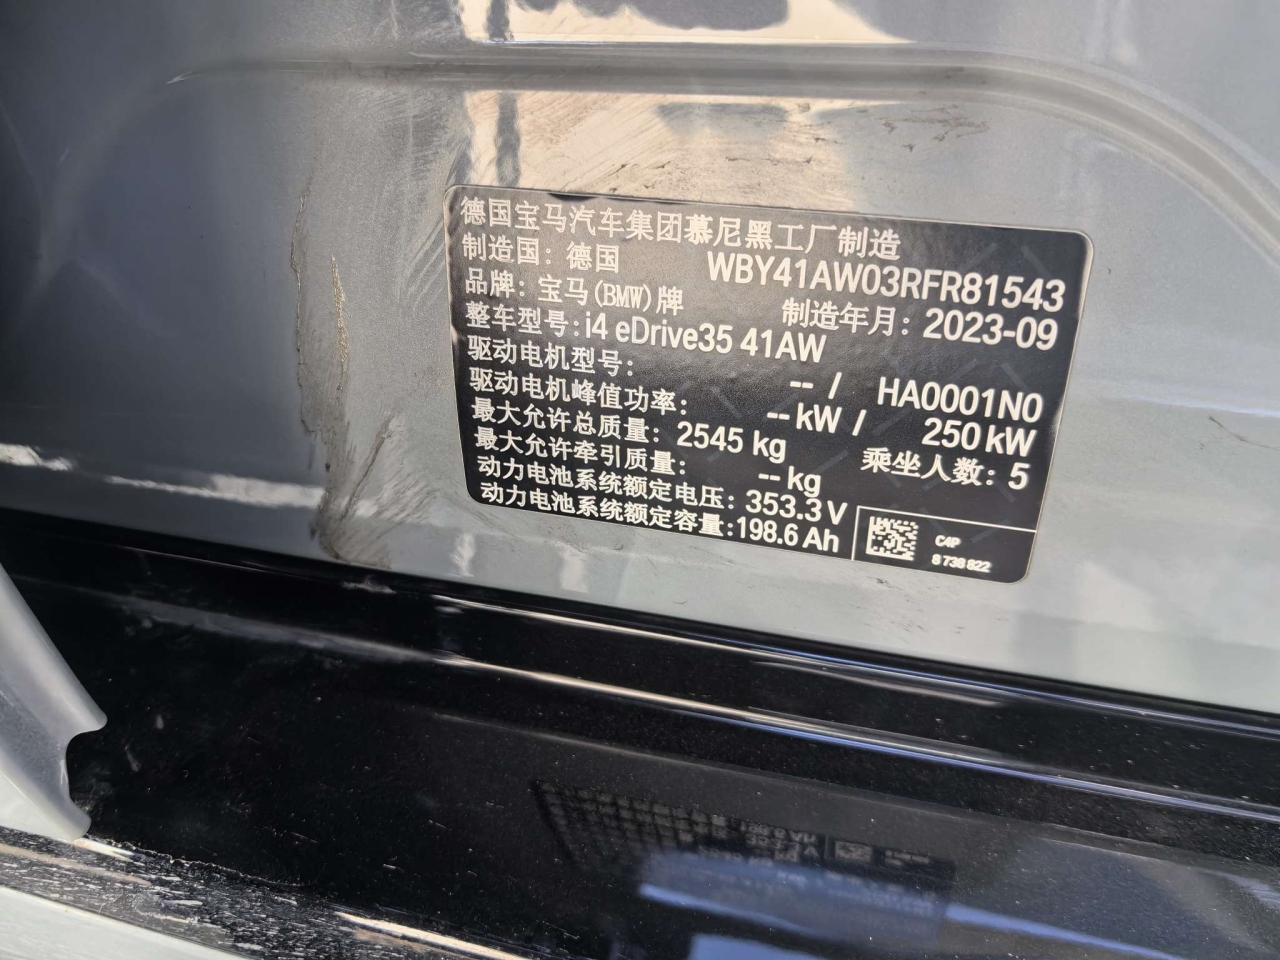 德国宝马汽车集团慕尼黑工厂制造
制造国: 德国 WBY41AW03RFR81543
品牌: 宝马(BMW)牌 制造年月: 2023-09
整车型号:i4 eDrive35 41AW
驱动电机型号: -- / HA0001N0
驱动电机峰值功率: -- kW / 250 kW
最大允许总质量: 2545 kg 乘坐人数: 5
最大允许牵引质量: -- kg
动力电池系统额定电压: 353.3 V
动力电池系统额定容量:198.6 Ah
C4P
8 738 822